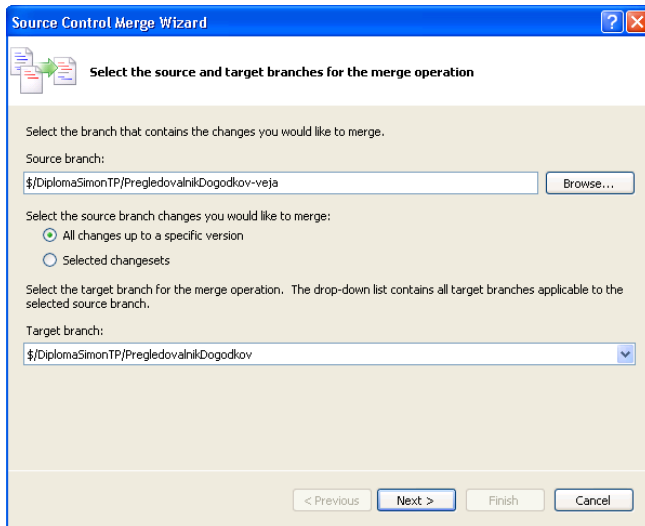 Source Control Merge Wizard
Select the source and target branches for the merge operation
Select the branch that contains the changes you would like to merge.
Source branch:
$/DiplomaSimonTP/PregledovalnikDogodkov-veja
Browse...
Select the source branch changes you would like to merge:
All changes up to a specific version
Selected changesets
Select the target branch for the merge operation. The drop-down list contains all target branches applicable to the
selected source branch.
Target branch:
$/DiplomaSimonTP/PregledovalnikDogodkov
< Previous
Next >
Finish
Cancel